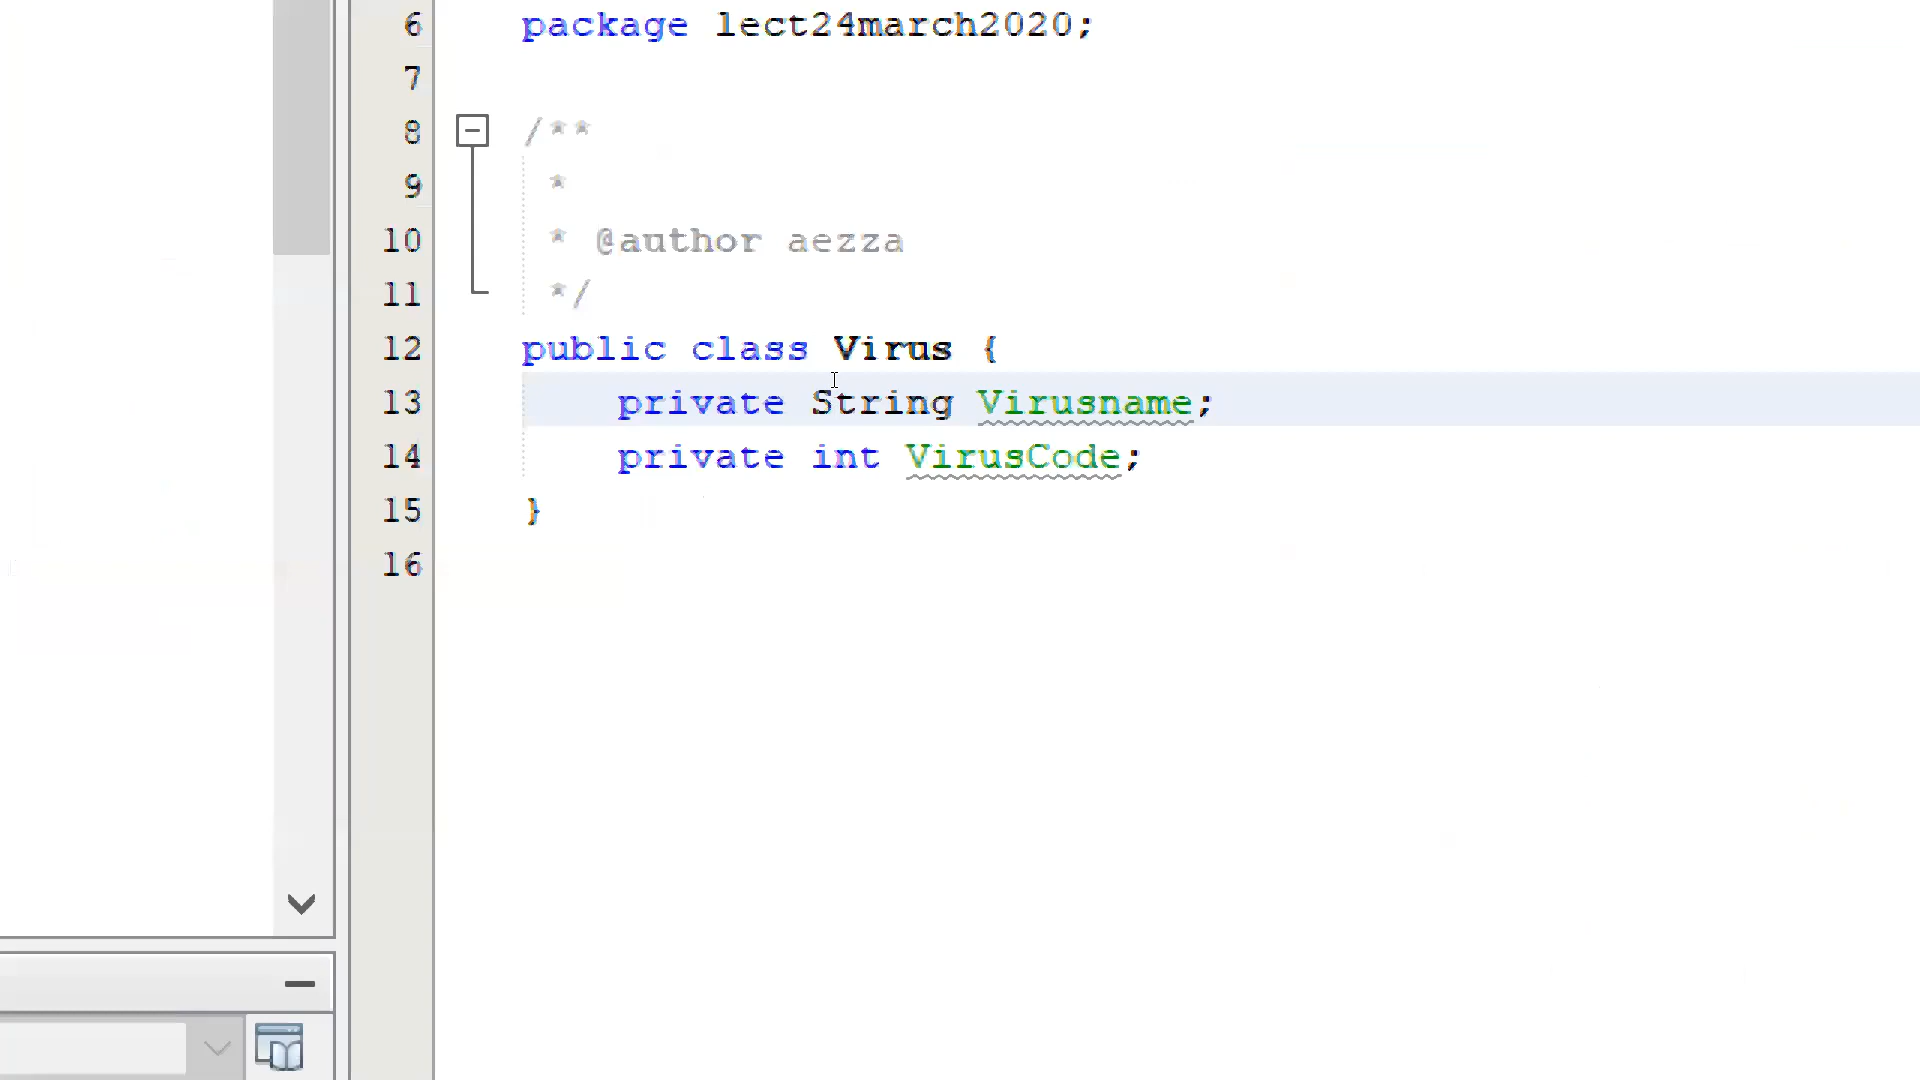 6 package lect24march2020;
7
8 /**
9 *
10 * @author aezza
11 */
12 public class Virus {
13 private String Virusname;
14 private int VirusCode;
15 }
16